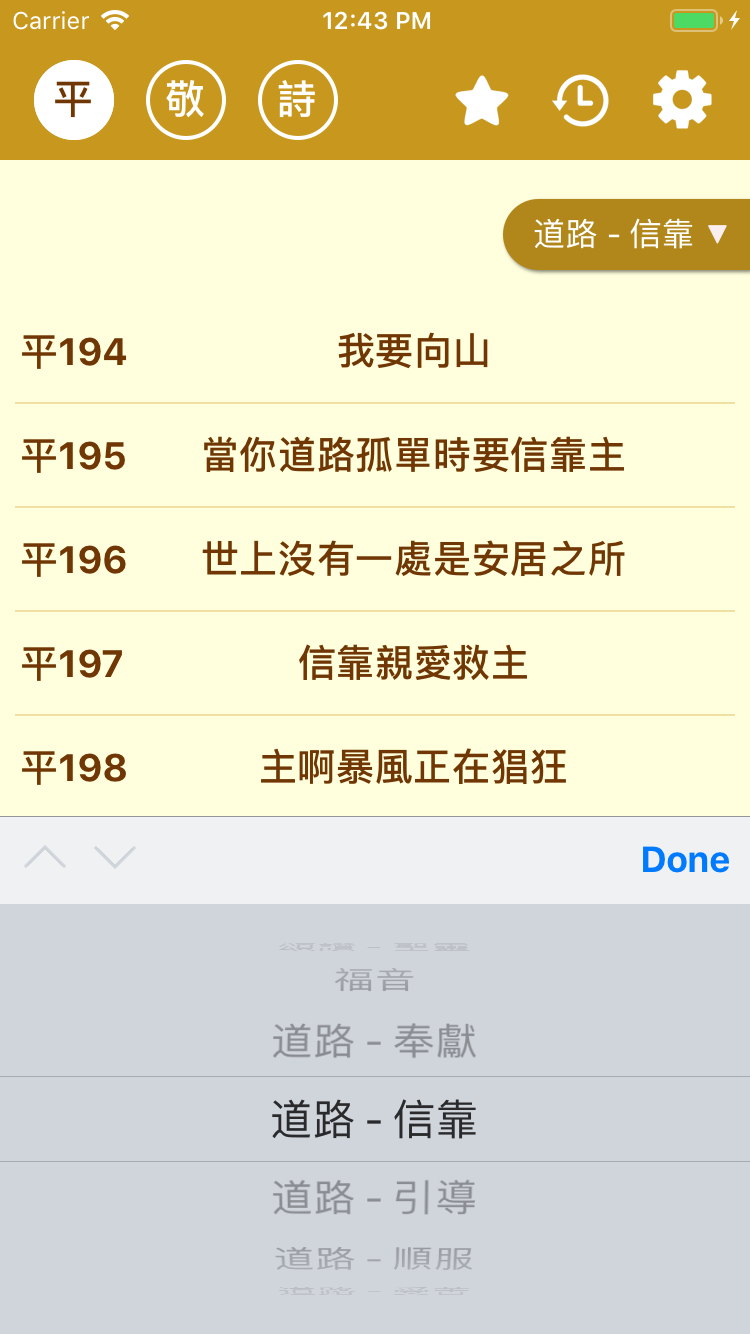 Carrier 12:43 PM
平 敬 詩
道路 - 信靠 ▼
平194 我要向山
平195 當你道路孤單時要信靠主
平196 世上沒有一處是安居之所
平197 信靠親愛救主
平198 主啊暴風正在猖狂
Done
福音
道路 - 奉獻
道路 - 信靠
道路 - 引導
道路 - 順服